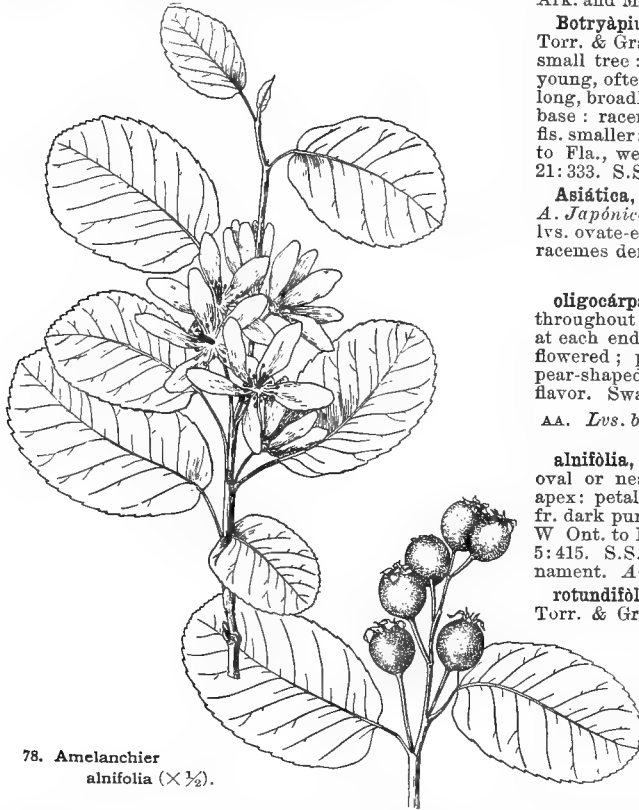 Ark. and M
Botryàpiu
Torr. & Gra
small tree :
young, ofte
long, broadl
base : racem
fls. smaller:
to Fla., we
21:333. S.S
Asiática,
A. Japónic
lvs. ovate-e
racemes der
oligocárpa
throughout
at each end
flowered ; p
pear-shaped
flavor. Swa
AA. Lvs. b
alnifòlia,
oval or nea
apex: petal
fr. dark pur
W Ont. to I
5:415. S.S.
nament. A
rotundifòl
Torr. & Gr
78. Amelanchier
alnifolia (× ½).